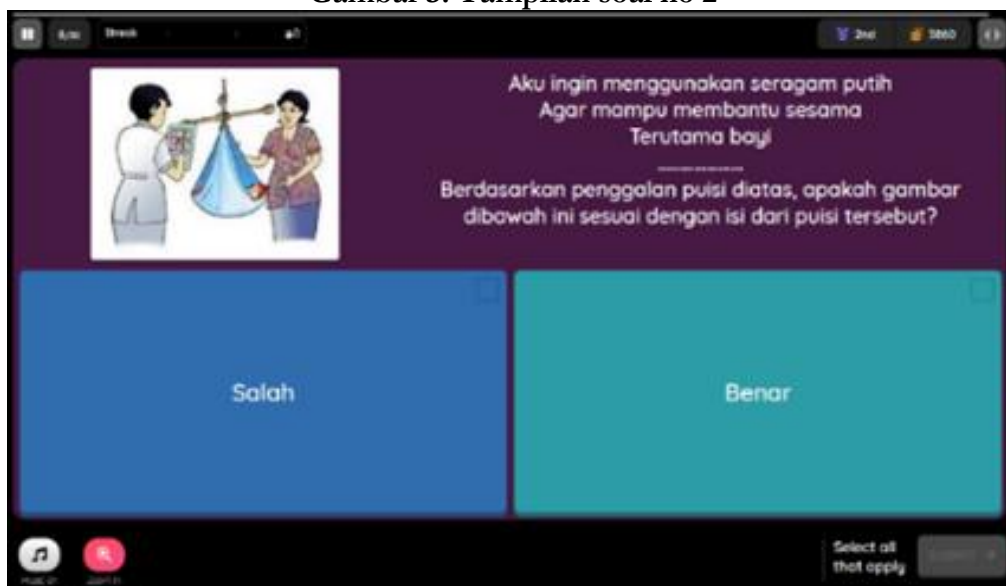 Gambar 3. Tampilan soal no 2
Streak
2nd
5860
Aku ingin menggunakan seragam putih
Agar mampu membantu sesama
Terutama bayi
__________
Berdasarkan penggalan puisi diatas, apakah gambar
dibawah ini sesuai dengan isi dari puisi tersebut?
Salah
Benar
Select all
that apply